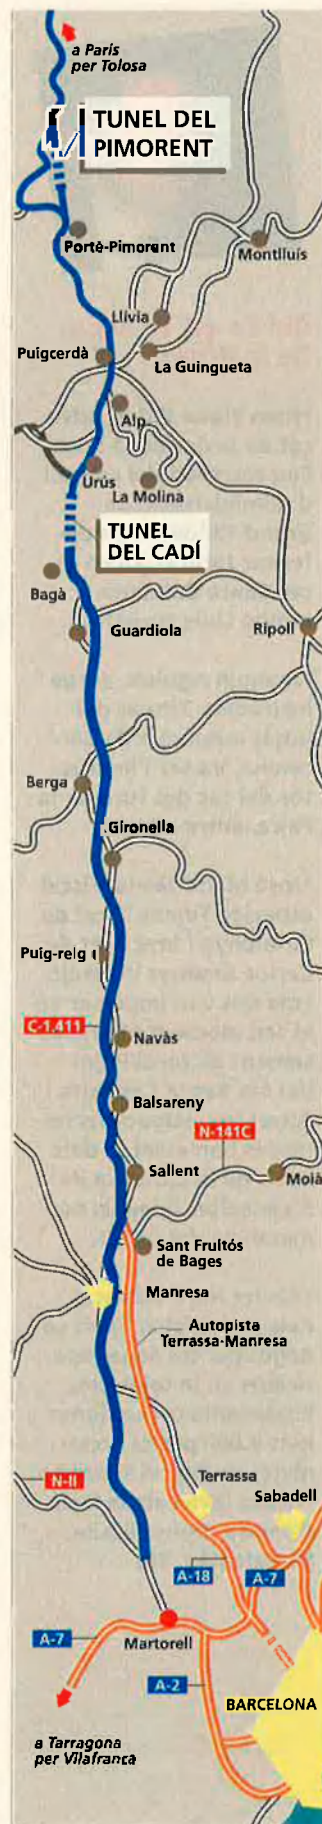 a París
per Tolosa
TUNEL DEL
PIMORENT
Porté-Pimorent
Montlluís
Llívia
Puigcerdà
La Guingueta
Alp
Urús
La Molina
TUNEL
DEL CADÍ
Bagà
Guardiola
Ripoll
Berga
Gironella
Puig-reig
C-1.411
Navàs
Balsareny
N-141C
Sallent
Moià
Sant Frultós
de Bages
Manresa
Autopista
Terrassa-Manresa
N-II
Terrassa
Sabadell
A-18
A-7
A-7
Martorell
A-2
BARCELONA
a Tarragona
per Vilafranca